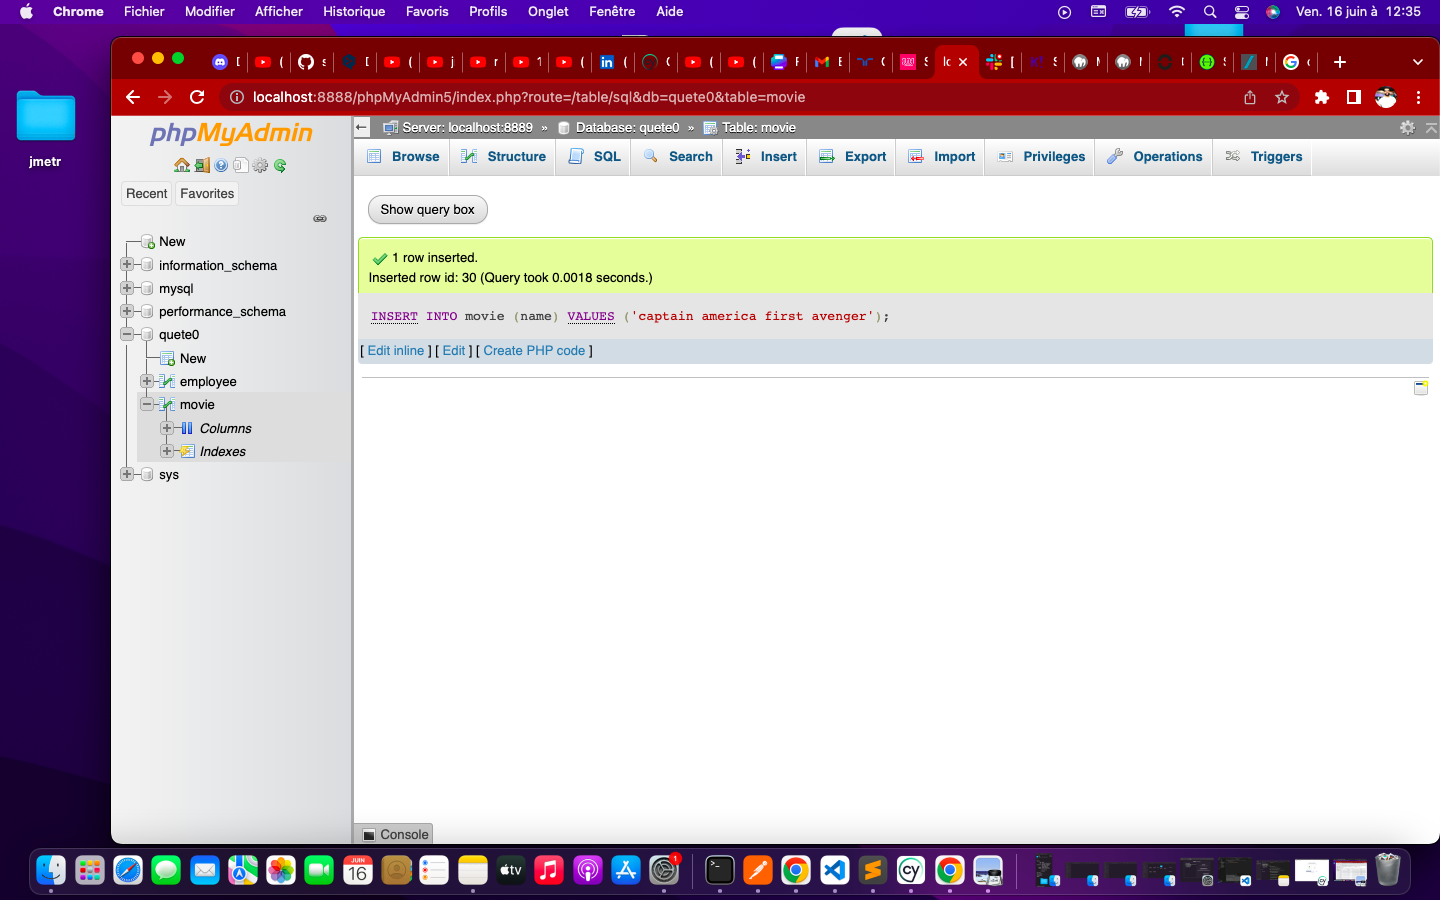 Chrome Fichier Modifier Afficher Historique Favoris Profils Onglet Fenêtre Aide Ven. 16 juin à 12:35
localhost:8888/phpMyAdmin5/index.php?route=/table/sql&db=quete0&table=movie
jmetr
phpMyAdmin
Recent Favorites
New
information_schema
mysql
performance_schema
quete0
New
employee
movie
Columns
Indexes
sys
Server: localhost:8889 » Database: quete0 » Table: movie
Browse Structure SQL Search Insert Export Import Privileges Operations Triggers
Show query box
1 row inserted.
Inserted row id: 30 (Query took 0.0018 seconds.)
INSERT INTO movie (name) VALUES ('captain america first avenger');
[ Edit inline ] [ Edit ] [ Create PHP code ]
Console
JUIN
16
tv
1
cy